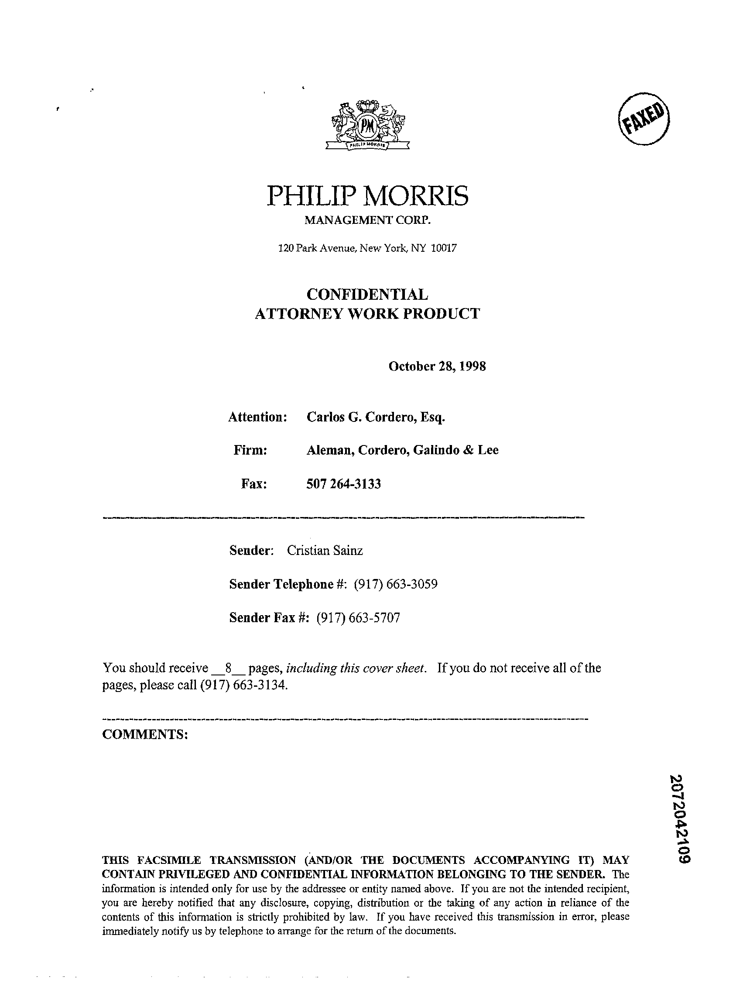 PM
PHILIP MORRIS
FAXED
PHILIP MORRIS
MANAGEMENT CORP.
120 Park Avenue, New York, NY 10017
CONFIDENTIAL
ATTORNEY WORK PRODUCT
October 28, 1998
Attention: Carlos G. Cordero, Esq.
Firm: Aleman, Cordero, Galindo & Lee
Fax: 507 264-3133
Sender: Cristian Sainz
Sender Telephone #: (917) 663-3059
Sender Fax #: (917) 663-5707
You should receive __8__ pages, including this cover sheet. If you do not receive all of the
pages, please call (917) 663-3134.
COMMENTS:
2072042109
THIS FACSIMILE TRANSMISSION (AND/OR THE DOCUMENTS ACCOMPANYING IT) MAY
CONTAIN PRIVILEGED AND CONFIDENTIAL INFORMATION BELONGING TO THE SENDER. The
information is intended only for use by the addressee or entity named above. If you are not the intended recipient,
you are hereby notified that any disclosure, copying, distribution or the taking of any action in reliance of the
contents of this information is strictly prohibited by law. If you have received this transmission in error, please
immediately notify us by telephone to arrange for the return of the documents.